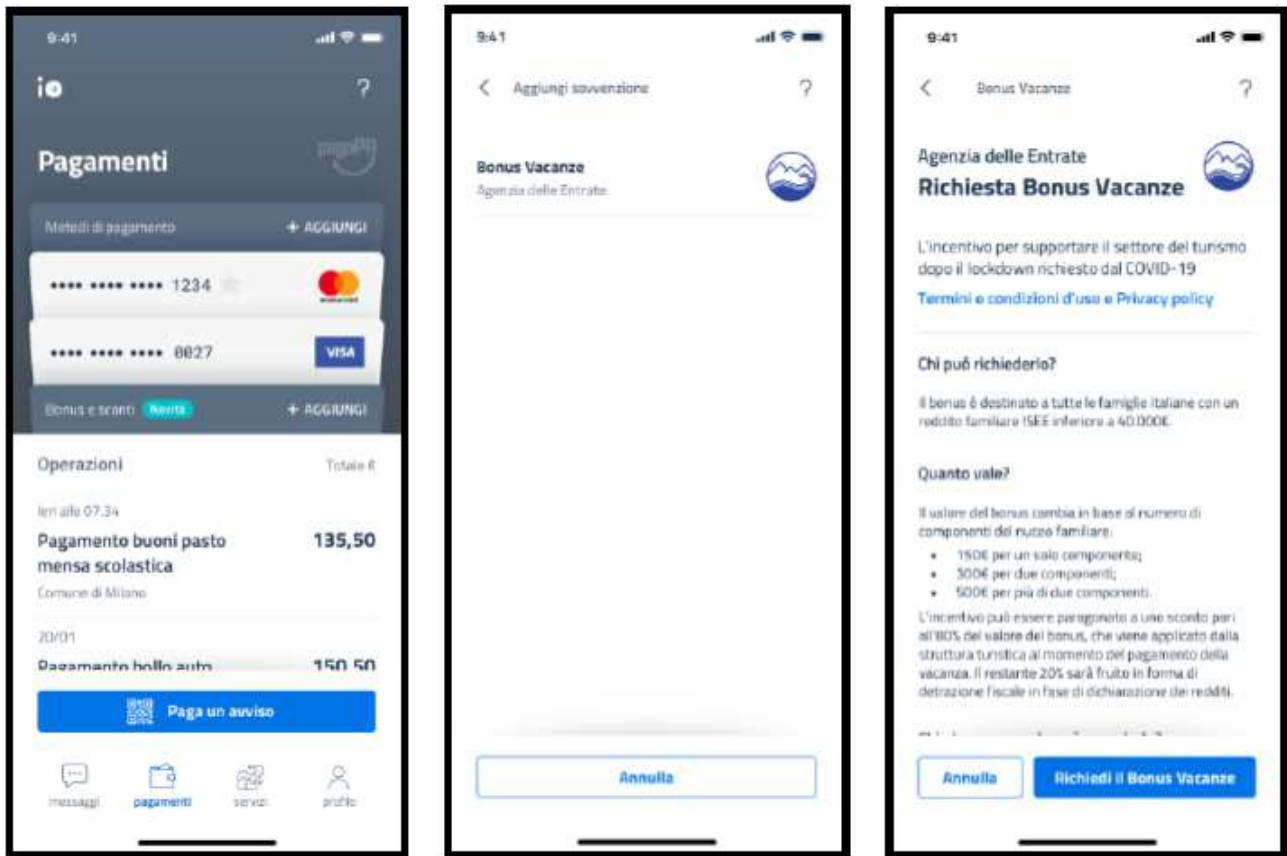 9:41
io
?
Pagamenti
pagoPA
Metodi di pagamento
+ AGGIUNGI
•••• •••• •••• 1234
mastercard
•••• •••• •••• 0027
VISA
Bonus e sconti Novità
+ AGGIUNGI
Operazioni
Totale €
Ieri alle 07.34
Pagamento buoni pasto
mensa scolastica
135,50
Comune di Milano
20/01
Pagamento bollo auto
150,50
Paga un avviso
messaggi
pagamenti
servizi
profilo
9:41
< Aggiungi sovvenzione ?
Bonus Vacanze
Agenzia delle Entrate
Annulla
9:41
< Bonus Vacanze ?
Agenzia delle Entrate
Richiesta Bonus Vacanze
L'incentivo per supportare il settore del turismo
dopo il lockdown richiesto dal COVID-19
Termini e condizioni d'uso e Privacy policy
Chi può richiederlo?
Il bonus è destinato a tutte le famiglie italiane con un
reddito familiare ISEE inferiore a 40.000€.
Quanto vale?
Il valore del bonus cambia in base al numero di
componenti del nucleo familiare:
• 150€ per un solo componente;
• 300€ per due componenti;
• 500€ per più di due componenti.
L'incentivo può essere paragonato a uno sconto pari
all'80% del valore del bonus, che viene applicato dalla
struttura turistica al momento del pagamento della
vacanza. Il restante 20% sarà fruito in forma di
detrazione fiscale in fase di dichiarazione dei redditi.
Annulla
Richiedi il Bonus Vacanze